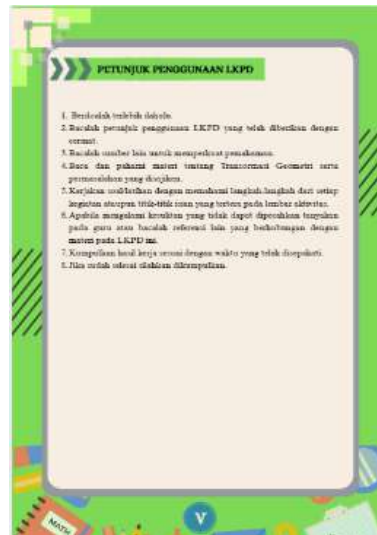 PETUNJUK PENGGUNAAN LKPD
1. Berdoalah terlebih dahulu.
2. Bacalah petunjuk penggunaan LKPD yang telah diberikan dengan
cermat.
3. Bacalah sumber lain untuk memperkuat pemahaman.
4. Baca dan pahami materi tentang Transformasi Geometri serta
permasalahan yang disajikan.
5. Kerjakan soal/latihan dengan memahami langkah-langkah dari setiap
kegiatan ataupun titik-titik isian yang tertera pada lembar aktivitas.
6. Apabila mengalami kesulitan yang tidak dapat dipecahkan tanyakan
pada guru atau bacalah referensi lain yang berhubungan dengan
materi pada LKPD ini.
7. Kumpulkan hasil kerja sesuai dengan waktu yang telah disepakati.
8. Jika sudah selesai silahkan dikumpulkan.
V
MATH